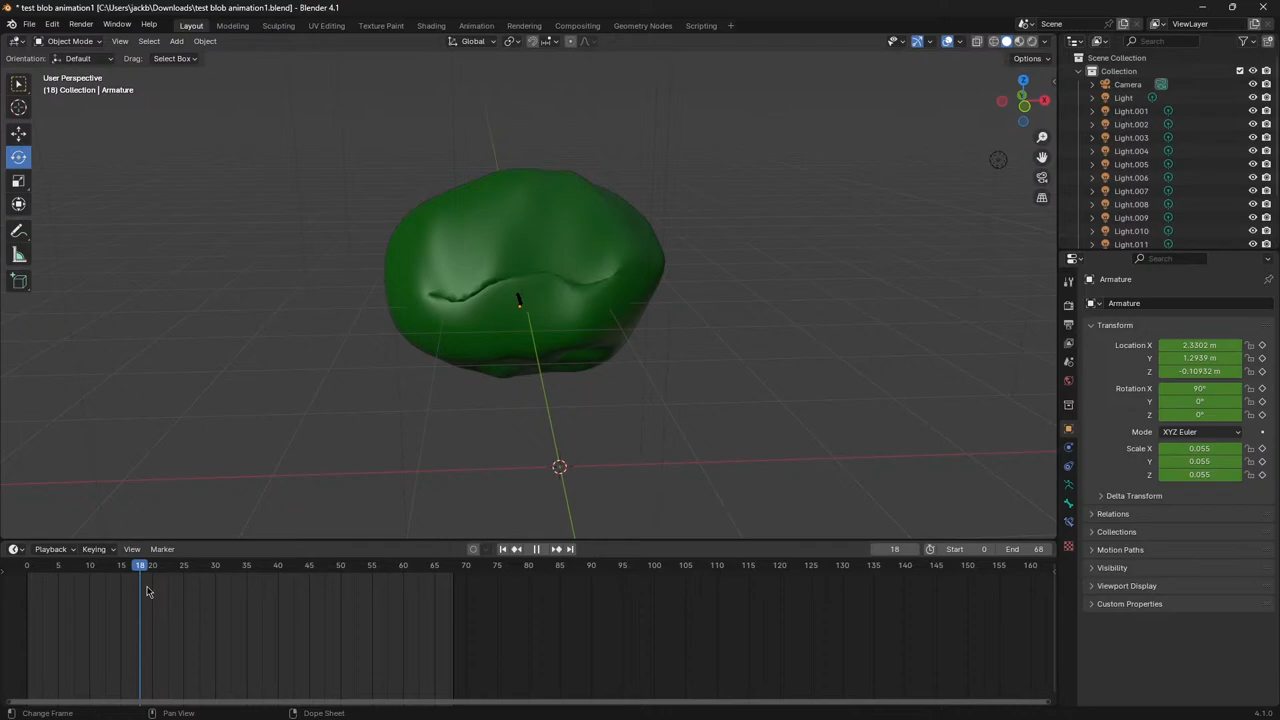 * test blob animation1 [C:\Users\jackb\Downloads\test blob animation1.blend] - Blender 4.1
File Edit Render Window Help Layout Modeling Sculpting UV Editing Texture Paint Shading Animation Rendering Compositing Geometry Nodes Scripting + Scene ViewLayer
Object Mode View Select Add Object Global Search
Orientation: Default Drag: Select Box Options
User Perspective
(18) Collection | Armature
Z
Y
X
Scene Collection
Collection
Camera
Light
Light.001
Light.002
Light.003
Light.004
Light.005
Light.006
Light.007
Light.008
Light.009
Light.010
Light.011
Search
Armature
Armature
Transform
Location X 2.3302 m
Y 1.2939 m
Z -0.10932 m
Rotation X 90°
Y 0°
Z 0°
Mode XYZ Euler
Scale X 0.055
Y 0.055
Z 0.055
Delta Transform
Relations
Collections
Motion Paths
Visibility
Viewport Display
Custom Properties
Playback Keying View Marker 18 Start 0 End 68
0 5 10 15 18 20 25 30 35 40 45 50 55 60 65 70 75 80 85 90 95 100 105 110 115 120 125 130 135 140 145 150 155 160
Change Frame Pan View Dope Sheet 4.1.0